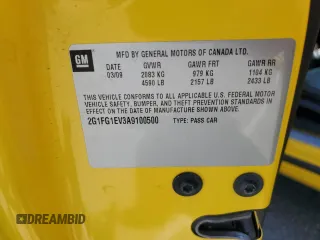 GM
MFD BY GENERAL MOTORS OF CANADA LTD.
DATE GVWR GAWR FRT GAWR RR
03/09 2083 KG 979 KG 1104 KG
4590 LB 2157 LB 2433 LB
THIS VEHICLE CONFORMS TO ALL APPLICABLE U.S. FEDERAL MOTOR
VEHICLE SAFETY, BUMPER, AND THEFT PREVENTION STANDARDS
IN EFFECT ON THE DATE OF MANUFACTURE SHOWN ABOVE.
2G1FG1EV3A9100500 TYPE: PASS CAR
DREAMBID